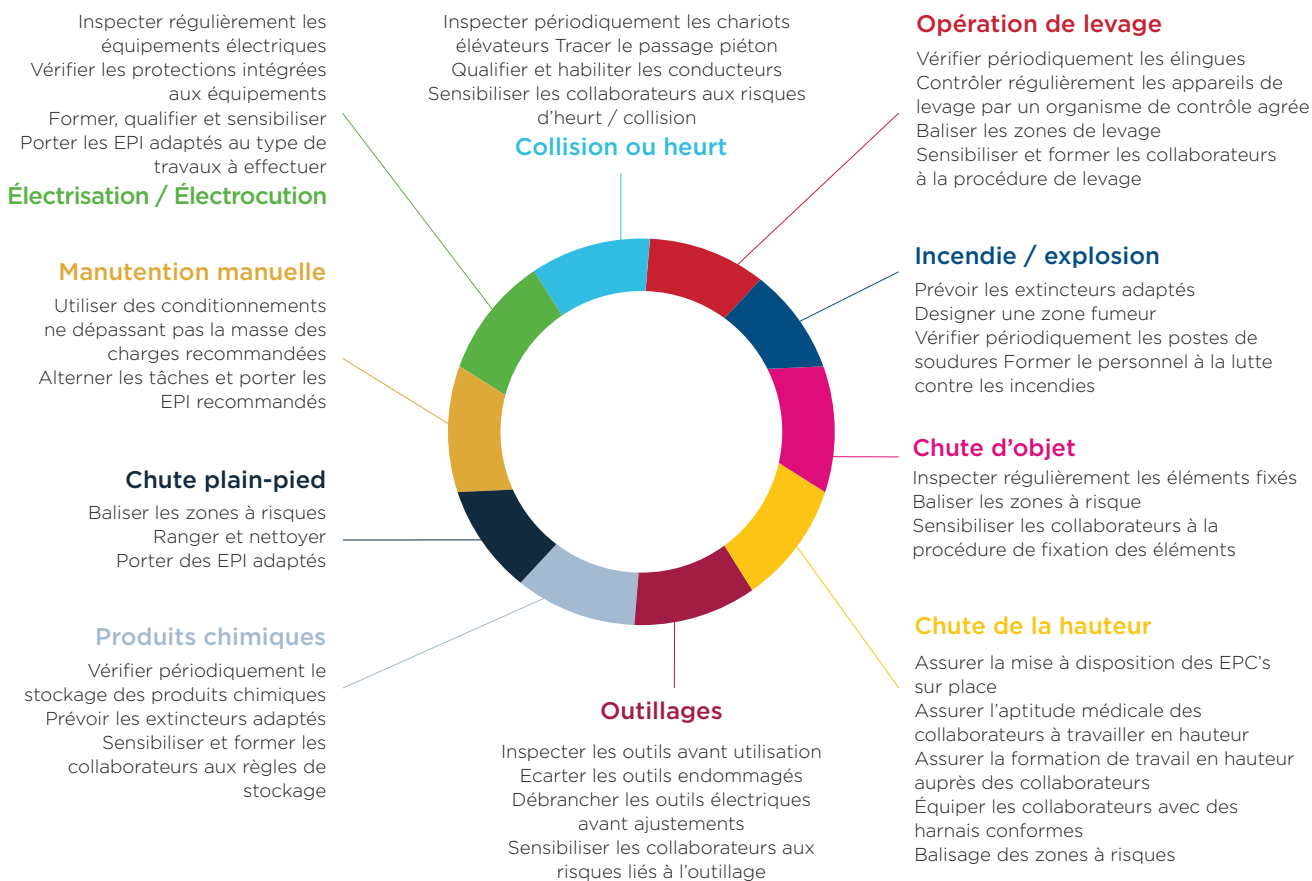 Inspecter régulièrement les
équipements électriques
Vérifier les protections intégrées
aux équipements
Former, qualifier et sensibiliser
Porter les EPI adaptés au type de
travaux à effectuer
Électrisation / Électrocution
Inspecter périodiquement les chariots
élévateurs Tracer le passage piéton
Qualifier et habiliter les conducteurs
Sensibiliser les collaborateurs aux risques
d’heurt / collision
Collision ou heurt
Opération de levage
Vérifier périodiquement les élingues
Contrôler régulièrement les appareils de
levage par un organisme de contrôle agrée
Baliser les zones de levage
Sensibiliser et former les collaborateurs
à la procédure de levage
Manutention manuelle
Utiliser des conditionnements
ne dépassant pas la masse des
charges recommandées
Alterner les tâches et porter les
EPI recommandés
Incendie / explosion
Prévoir les extincteurs adaptés
Designer une zone fumeur
Vérifier périodiquement les postes de
soudures Former le personnel à la lutte
contre les incendies
Chute plain-pied
Baliser les zones à risques
Ranger et nettoyer
Porter des EPI adaptés
Chute d’objet
Inspecter régulièrement les éléments fixés
Baliser les zones à risque
Sensibiliser les collaborateurs à la
procédure de fixation des éléments
Produits chimiques
Vérifier périodiquement le
stockage des produits chimiques
Prévoir les extincteurs adaptés
Sensibiliser et former les
collaborateurs aux règles de
stockage
Outillages
Inspecter les outils avant utilisation
Ecarter les outils endommagés
Débrancher les outils électriques
avant ajustements
Sensibiliser les collaborateurs aux
risques liés à l’outillage
Chute de la hauteur
Assurer la mise à disposition des EPC’s
sur place
Assurer l’aptitude médicale des
collaborateurs à travailler en hauteur
Assurer la formation de travail en hauteur
auprès des collaborateurs
Équiper les collaborateurs avec des
harnais conformes
Balisage des zones à risques